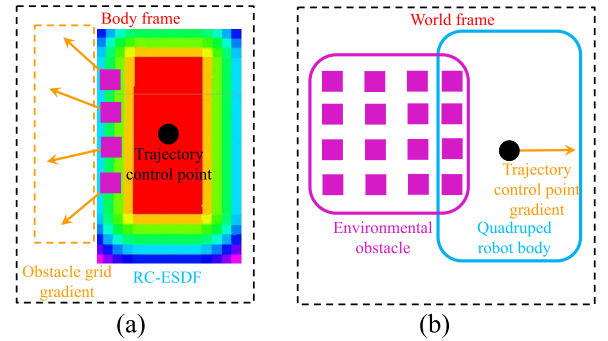 Body frame
Trajectory
control point
Obstacle grid
gradient
RC-ESDF
(a)
World frame
Trajectory
control point
gradient
Environmental
obstacle
Quadruped
robot body
(b)